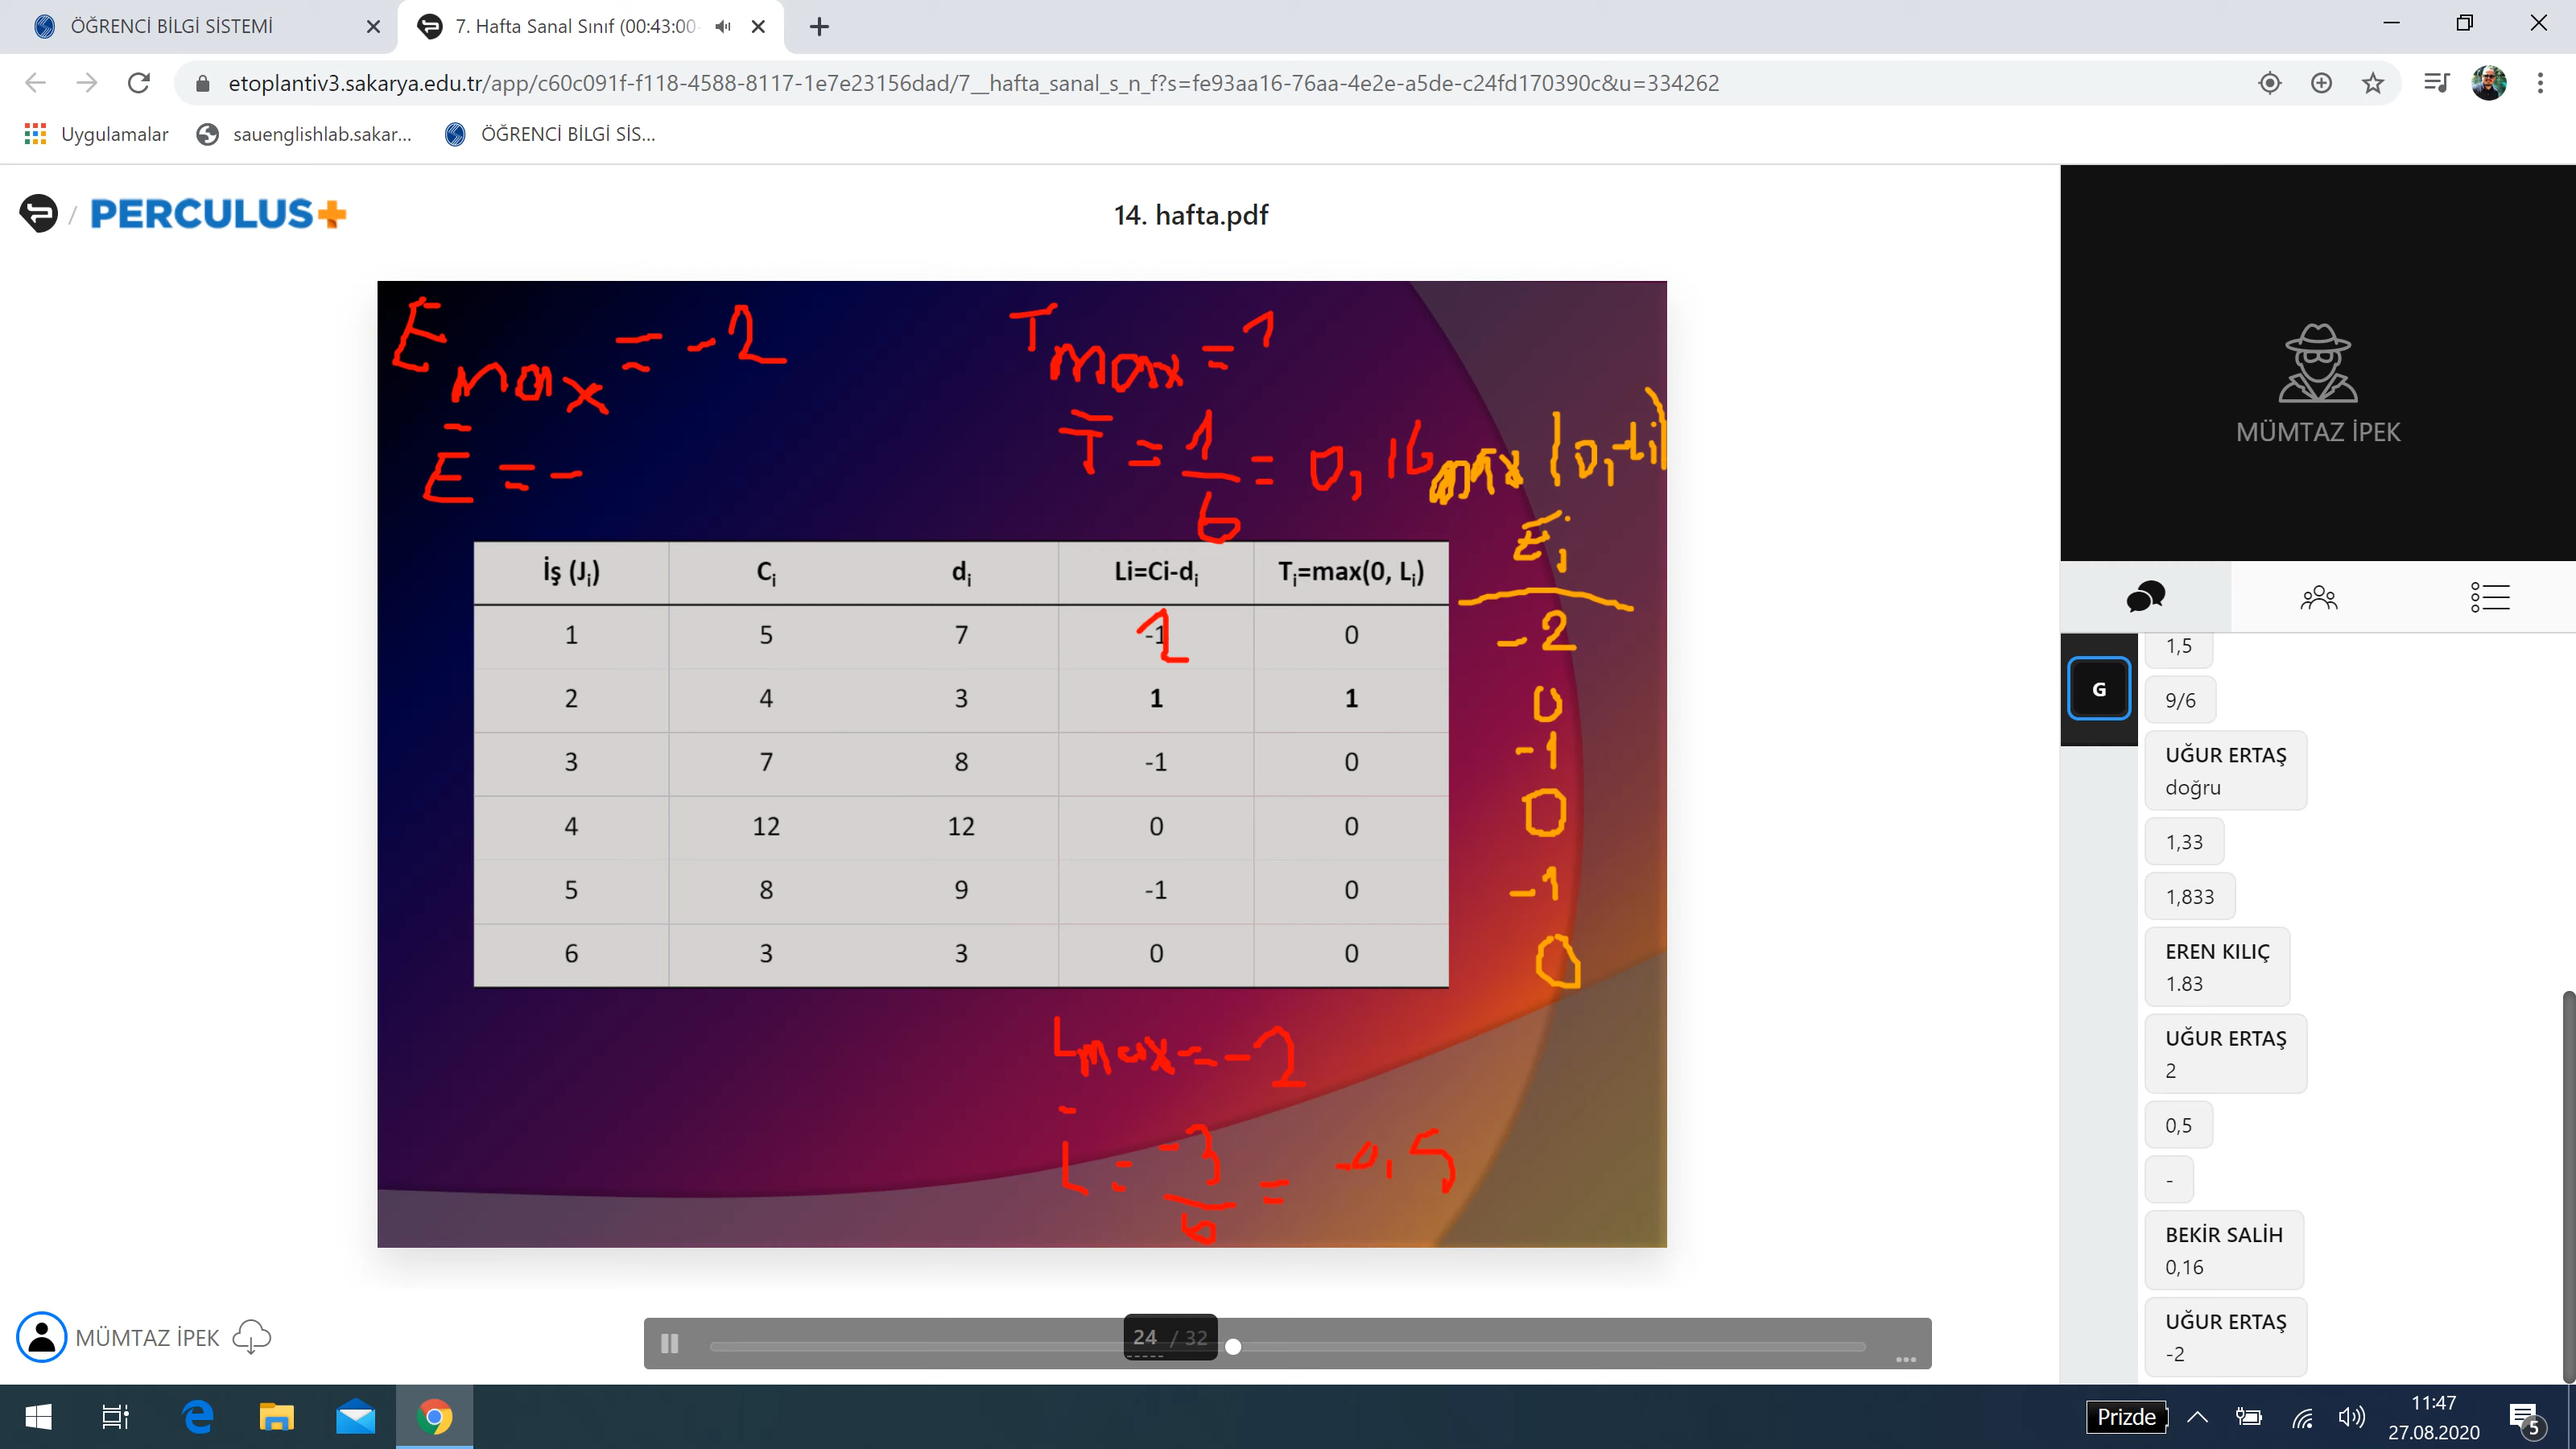 ÖĞRENCİ BİLGİ SİSTEMİ
7. Hafta Sanal Sınıf (00:43:00-
etoplantiv3.sakarya.edu.tr/app/c60c091f-f118-4588-8117-1e7e23156dad/7__hafta_sanal_s_n_f?s=fe93aa16-76aa-4e2e-a5de-c24fd170390c&u=334262
Uygulamalar
sauenglishlab.sakar...
ÖĞRENCİ BİLGİ SİS...
/ PERCULUS+
14. hafta.pdf
Emax = -2
Tmax = 1
Ē = -
T̄ = 1/6 = 0,16
max(0,-Li)
Ei
İş (Ji) Ci di Li=Ci-di Ti=max(0, Li)
1 5 7 -1 0 -2
2 4 3 1 1 0
3 7 8 -1 0 -1
4 12 12 0 0 0
5 8 9 -1 0 -1
6 3 3 0 0 0
Lmax = -2
L̄ = -3/6 = -0,5
MÜMTAZ İPEK
G
1,5
9/6
UĞUR ERTAŞ
doğru
1,33
1,833
EREN KILIÇ
1.83
UĞUR ERTAŞ
2
0,5
-
BEKİR SALİH
0,16
UĞUR ERTAŞ
-2
MÜMTAZ İPEK
24 / 32
Prizde
11:47
27.08.2020
5